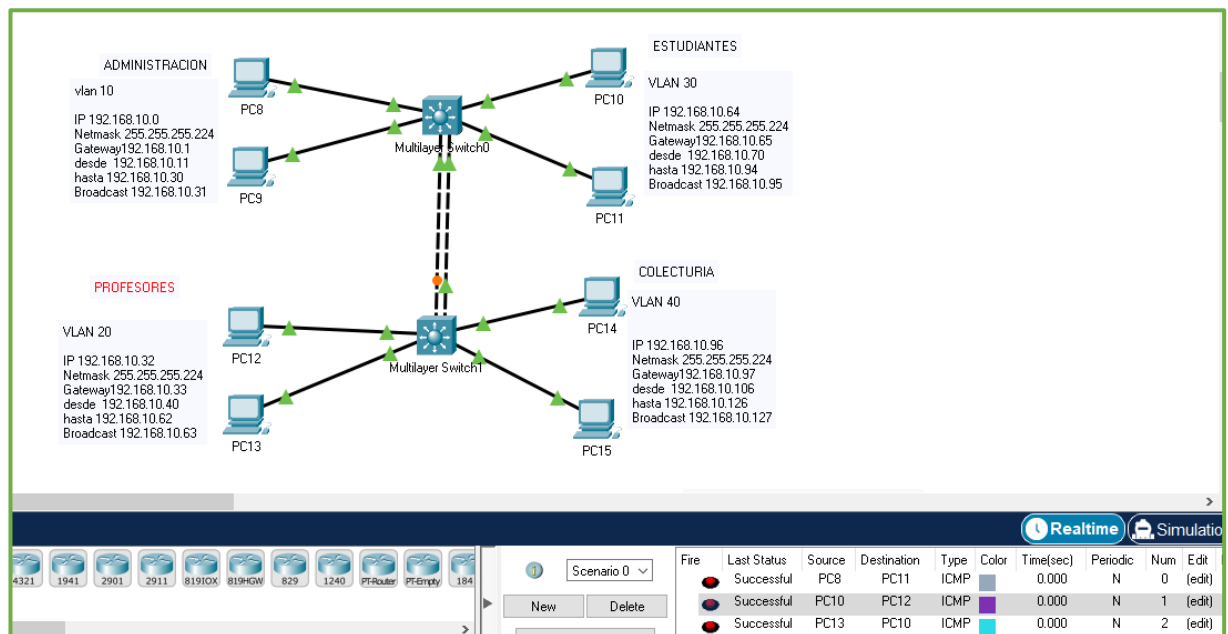 ADMINISTRACION
vlan 10
IP 192.168.10.0
Netmask 255.255.255.224
Gateway192.168.10.1
desde 192.168.10.11
hasta 192.168.10.30
Broadcast 192.168.10.31
PC8
PC9
Multilayer Switch0
ESTUDIANTES
VLAN 30
IP 192.168.10.64
Netmask 255.255.255.224
Gateway192.168.10.65
desde 192.168.10.70
hasta 192.168.10.94
Broadcast 192.168.10.95
PC10
PC11
PROFESORES
VLAN 20
IP 192.168.10.32
Netmask 255.255.255.224
Gateway192.168.10.33
desde 192.168.10.40
hasta 192.168.10.62
Broadcast 192.168.10.63
PC12
PC13
Multilayer Switch1
COLECTURIA
VLAN 40
IP 192.168.10.96
Netmask 255.255.255.224
Gateway192.168.10.97
desde 192.168.10.106
hasta 192.168.10.126
Broadcast 192.168.10.127
PC14
PC15
Realtime
Simulatio
4321 1941 2901 2911 819IOX 819HGW 829 1240 PT-Router PT-Empty 184
Scenario 0
New Delete
Fire Last Status Source Destination Type Color Time(sec) Periodic Num Edit
Successful PC8 PC11 ICMP 0.000 N 0 (edit)
Successful PC10 PC12 ICMP 0.000 N 1 (edit)
Successful PC13 PC10 ICMP 0.000 N 2 (edit)